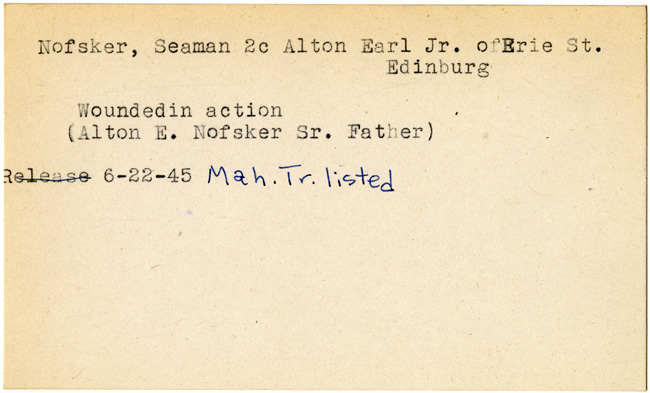 Nofsker, Seaman 2c Alton Earl Jr. ofErie St.
Edinburg
Woundedin action
(Alton E. Nofsker Sr. Father)
Release 6-22-45 Mah. Tr. listed